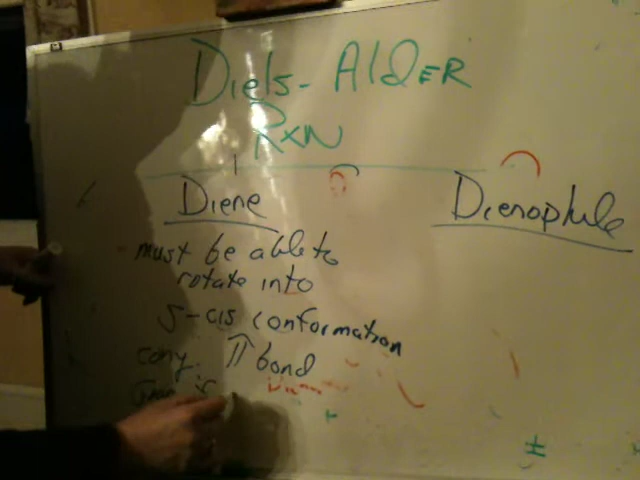 Diels-Alder
Rxn
Diene
Dienophile
must be able to
rotate into
s-cis conformation
conj. π bond